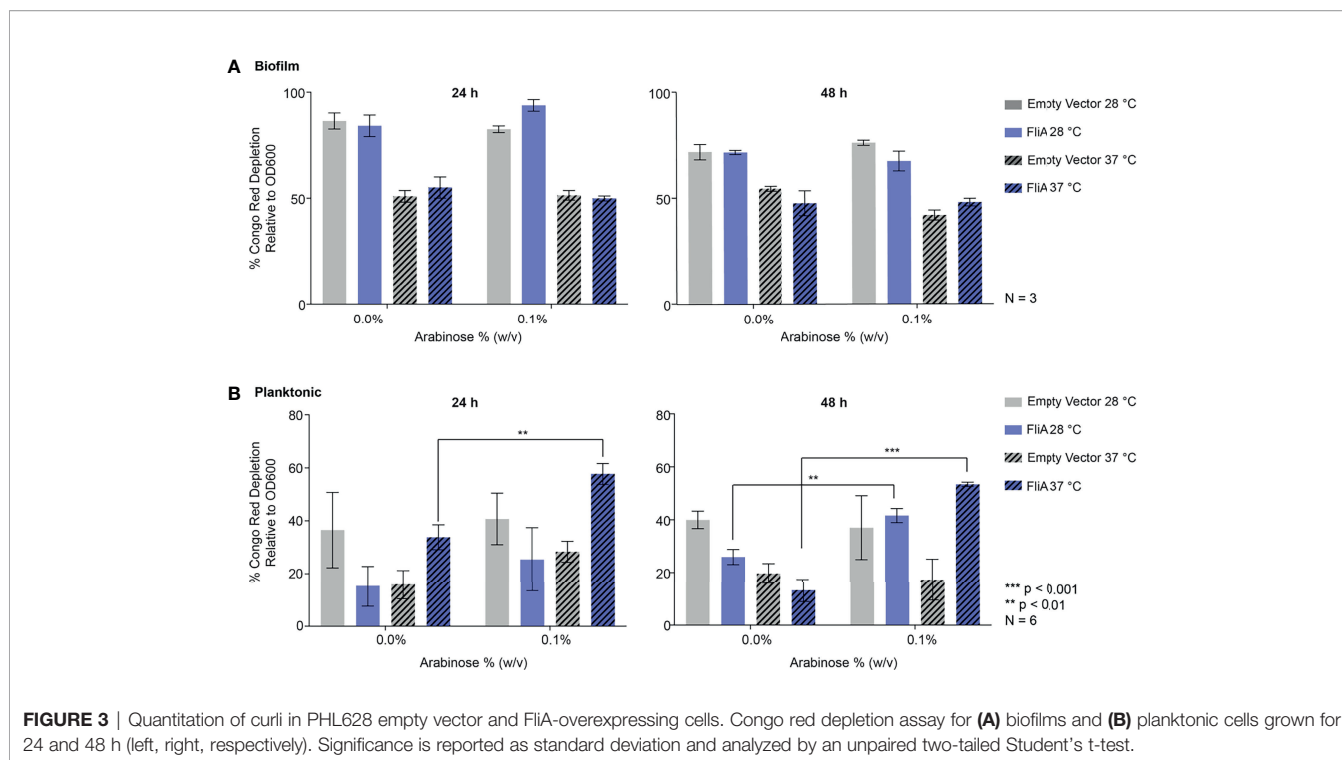 A Biofilm
24 h
48 h
% Congo Red Depletion
Relative to OD600
100
50
0
0.0%
0.1%
Arabinose % (w/v)
100
50
0
0.0%
0.1%
Arabinose % (w/v)
Empty Vector 28 °C
FliA 28 °C
Empty Vector 37 °C
FliA 37 °C
N = 3
B Planktonic
24 h
48 h
% Congo Red Depletion
Relative to OD600
80
60
40
20
0
**
0.0%
0.1%
Arabinose % (w/v)
80
60
40
20
0
**
***
0.0%
0.1%
Arabinose % (w/v)
Empty Vector 28 °C
FliA 28 °C
Empty Vector 37 °C
FliA 37 °C
*** p < 0.001
** p < 0.01
N = 6
FIGURE 3 | Quantitation of curli in PHL628 empty vector and FliA-overexpressing cells. Congo red depletion assay for (A) biofilms and (B) planktonic cells grown for
24 and 48 h (left, right, respectively). Significance is reported as standard deviation and analyzed by an unpaired two-tailed Student's t-test.